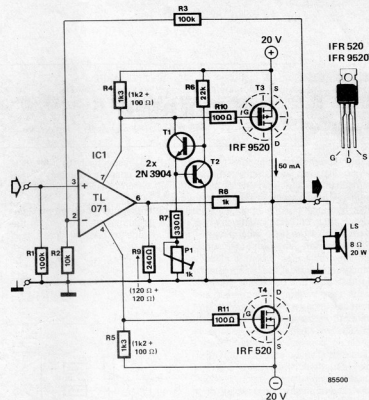 R3
100k
20 V
+
IFR 520
IFR 9520
R4
1k3
(1k2 + 100 Ω)
R6
22k
R10
100Ω
T3
S
G
D
IRF 9520
G
D
S
T1
IC1
2x
2N 3904
T2
50 mA
7
3
+
TL
071
6
2
−
4
R8
1k
R7
330Ω
P1
1k
R1
100k
R2
10k
R9
240Ω
(120 Ω + 120 Ω)
LS
8 Ω
20 W
T4
D
G
S
R11
100Ω
IRF 520
R5
1k3
(1k2 + 100 Ω)
−
20 V
85500